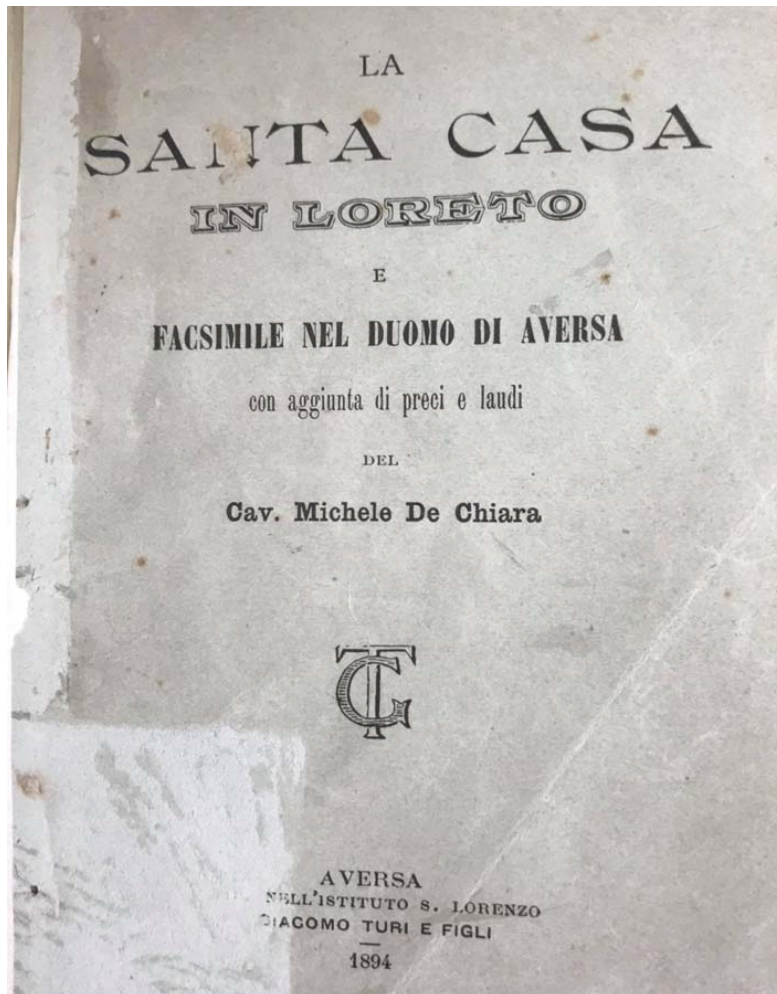 LA
SANTA CASA
IN LORETO
E
FACSIMILE NEL DUOMO DI AVERSA
con aggiunta di preci e laudi
DEL
Cav. Michele De Chiara
AVERSA
NELL'ISTITUTO S. LORENZO
GIACOMO TURI E FIGLI
1894